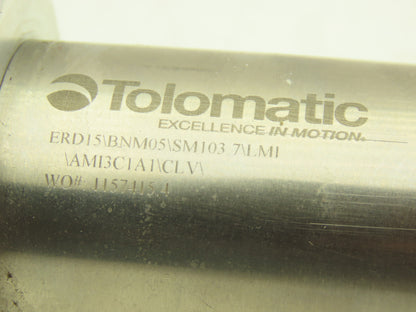 Tolomatic
EXCELLENCE IN MOTION.
ERD15\BNM05\SM103.7\LMI
\AMI3C1A1\CLV\
WO# 1157415-1